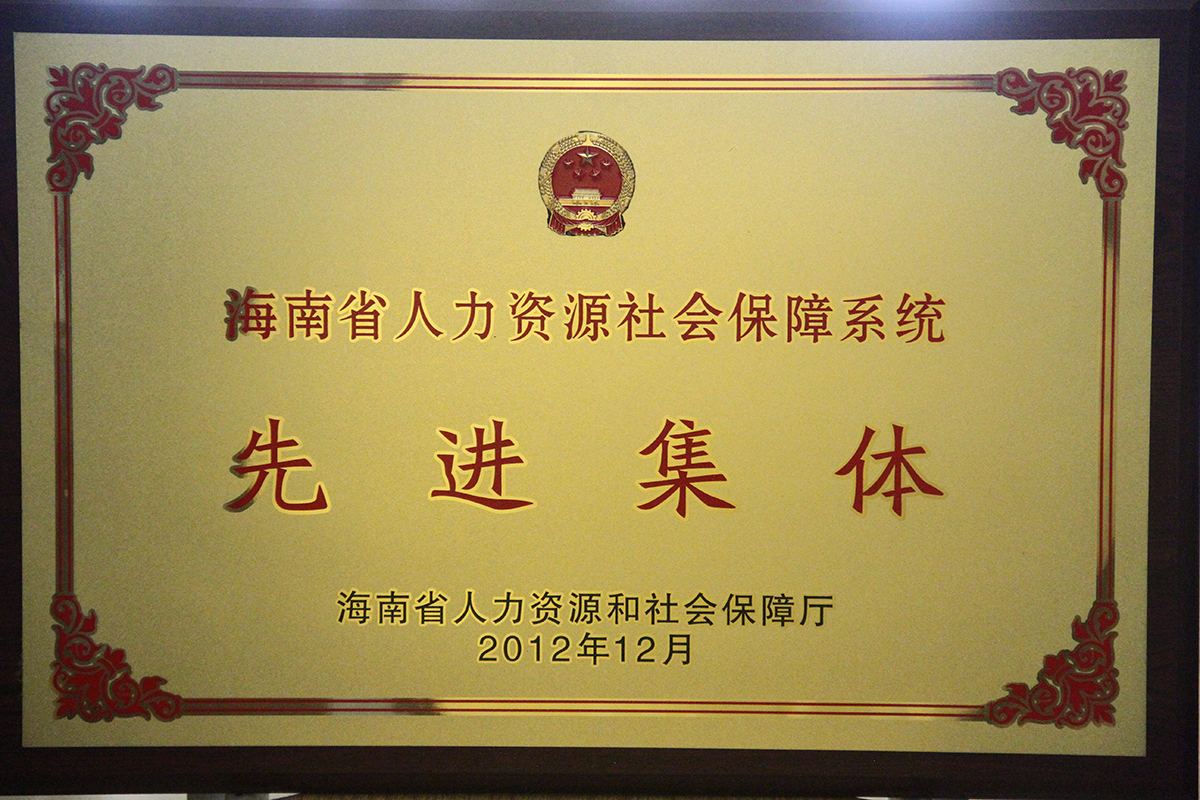 海南省人力资源社会保障系统
先进集体
海南省人力资源和社会保障厅
2012年12月